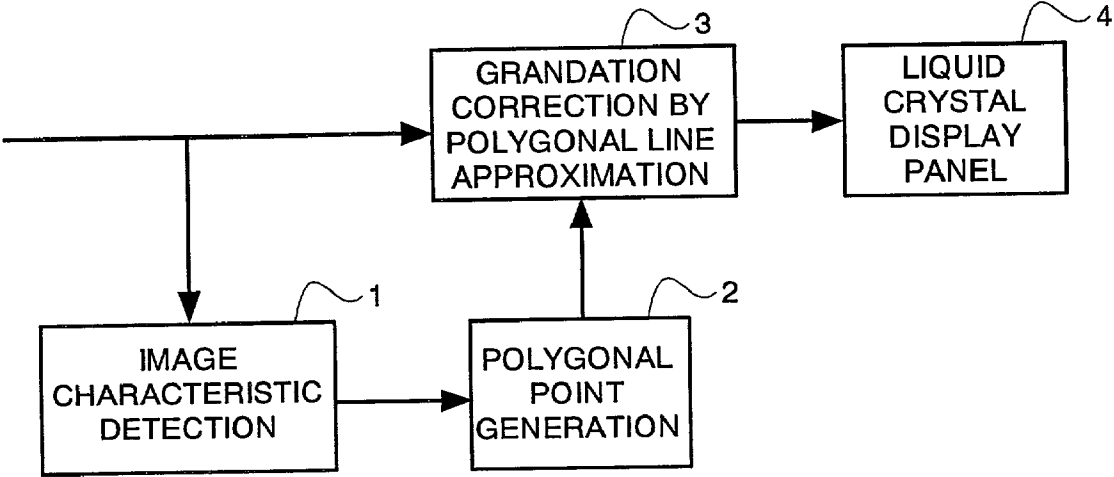 3
GRANDATION
CORRECTION BY
POLYGONAL LINE
APPROXIMATION
4
LIQUID
CRYSTAL
DISPLAY
PANEL
1
IMAGE
CHARACTERISTIC
DETECTION
2
POLYGONAL
POINT
GENERATION